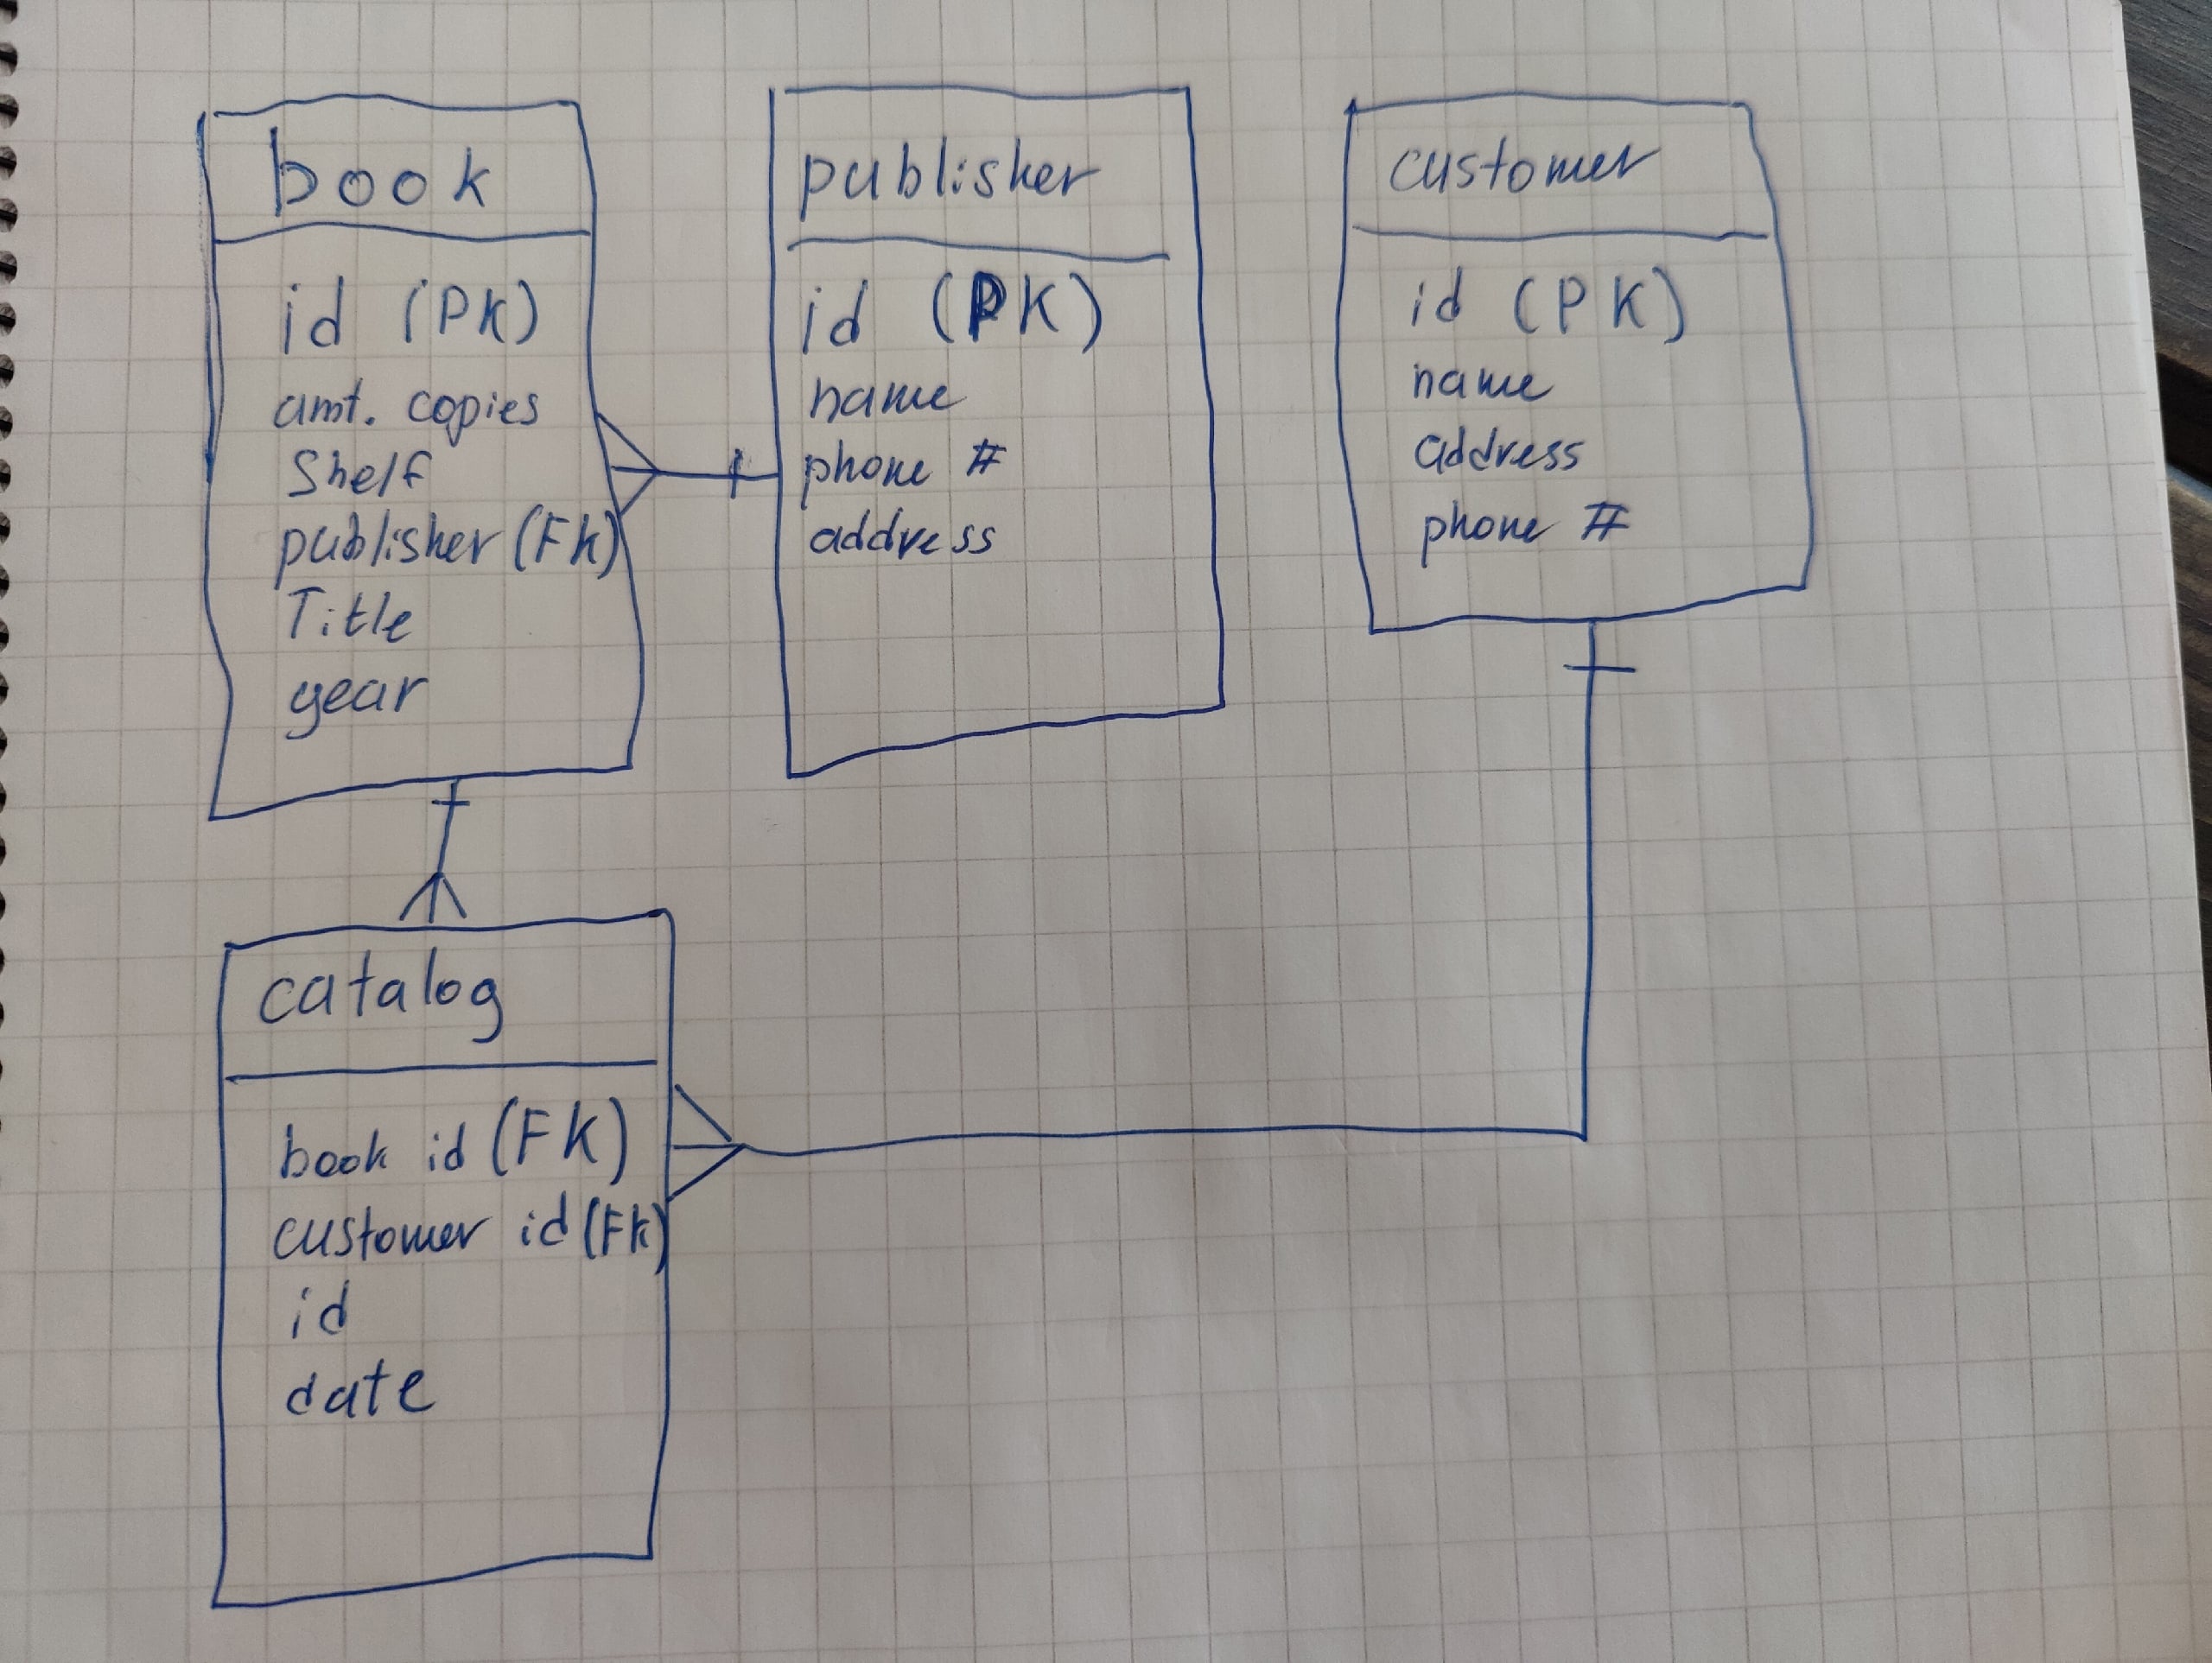 book
id (PK)
amt. copies
Shelf
publisher (FK)
Title
year
publisher
id (PK)
name
phone #
address
customer
id (PK)
name
address
phone #
catalog
book id (FK)
customer id (FK)
id
date